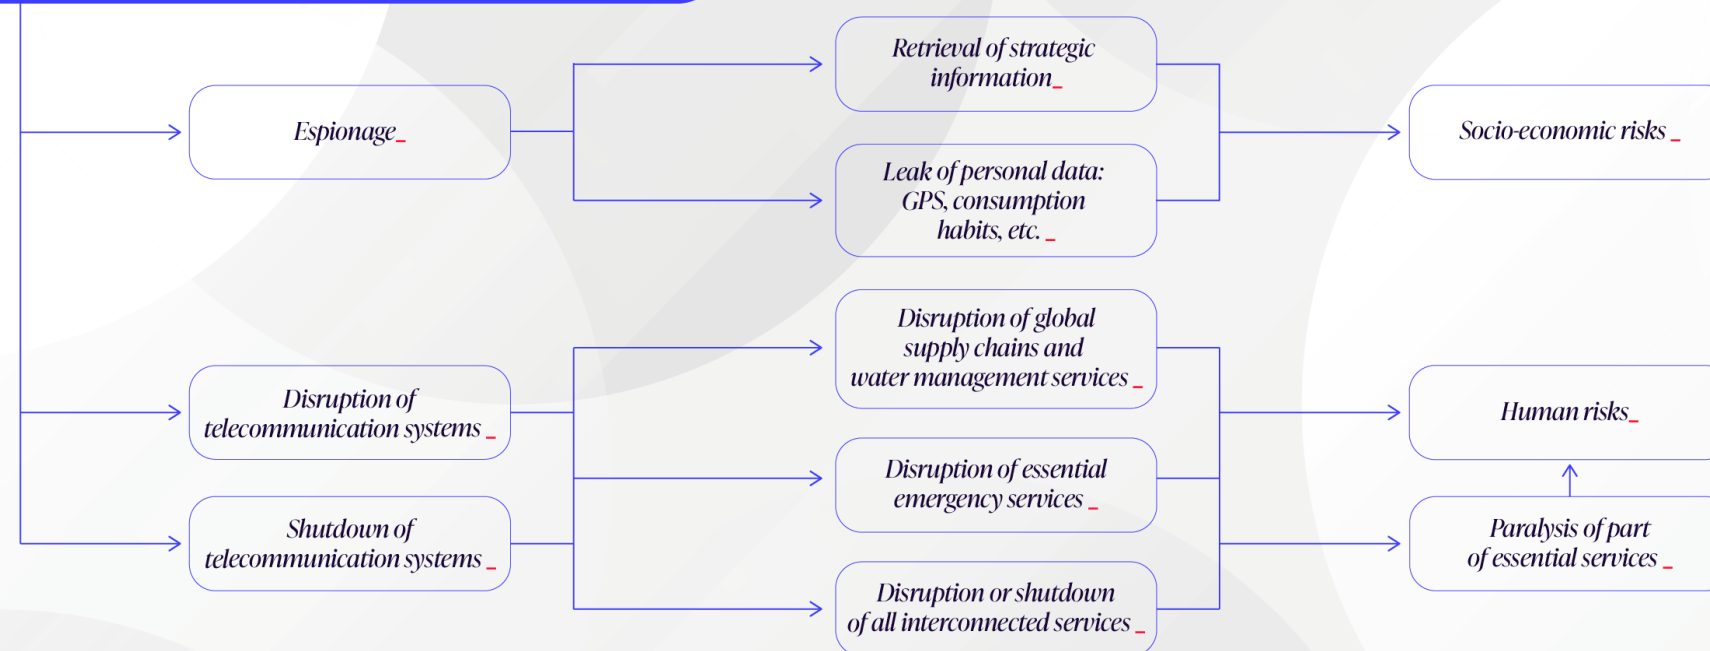 Retrieval of strategic
information_
Espionage_
Socio-economic risks _
Leak of personal data:
GPS, consumption
habits, etc. _
Disruption of global
supply chains and
water management services _
Disruption of
telecommunication systems _
Human risks_
Disruption of essential
emergency services _
Shutdown of
telecommunication systems _
Paralysis of part
of essential services _
Disruption or shutdown
of all interconnected services _